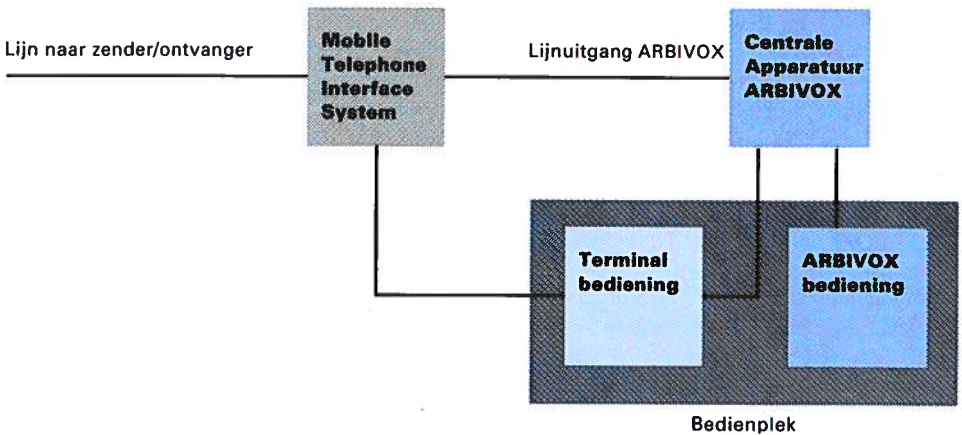 Lijn naar zender/ontvanger
Mobile
Telephone
Interface
System
Lijnuitgang ARBIVOX
Centrale
Apparatuur
ARBIVOX
Terminal
bediening
ARBIVOX
bediening
Bedienplek